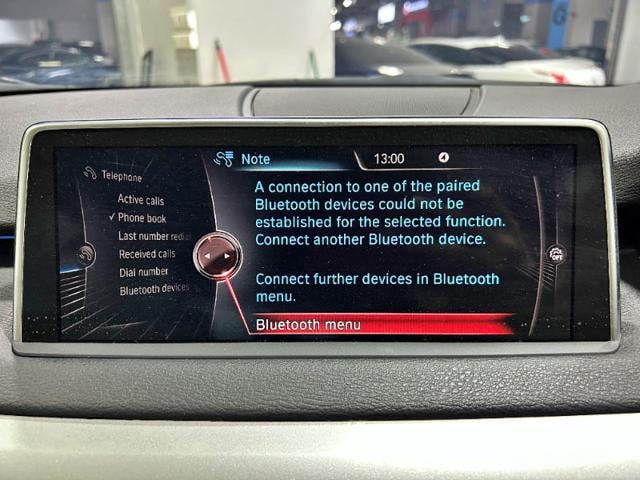 Note
13:00
Telephone
Active calls
Phone book
Last number redial
Received calls
Dial number
Bluetooth devices
A connection to one of the paired
Bluetooth devices could not be
established for the selected function.
Connect another Bluetooth device.
Connect further devices in Bluetooth
menu.
Bluetooth menu
OFF
G